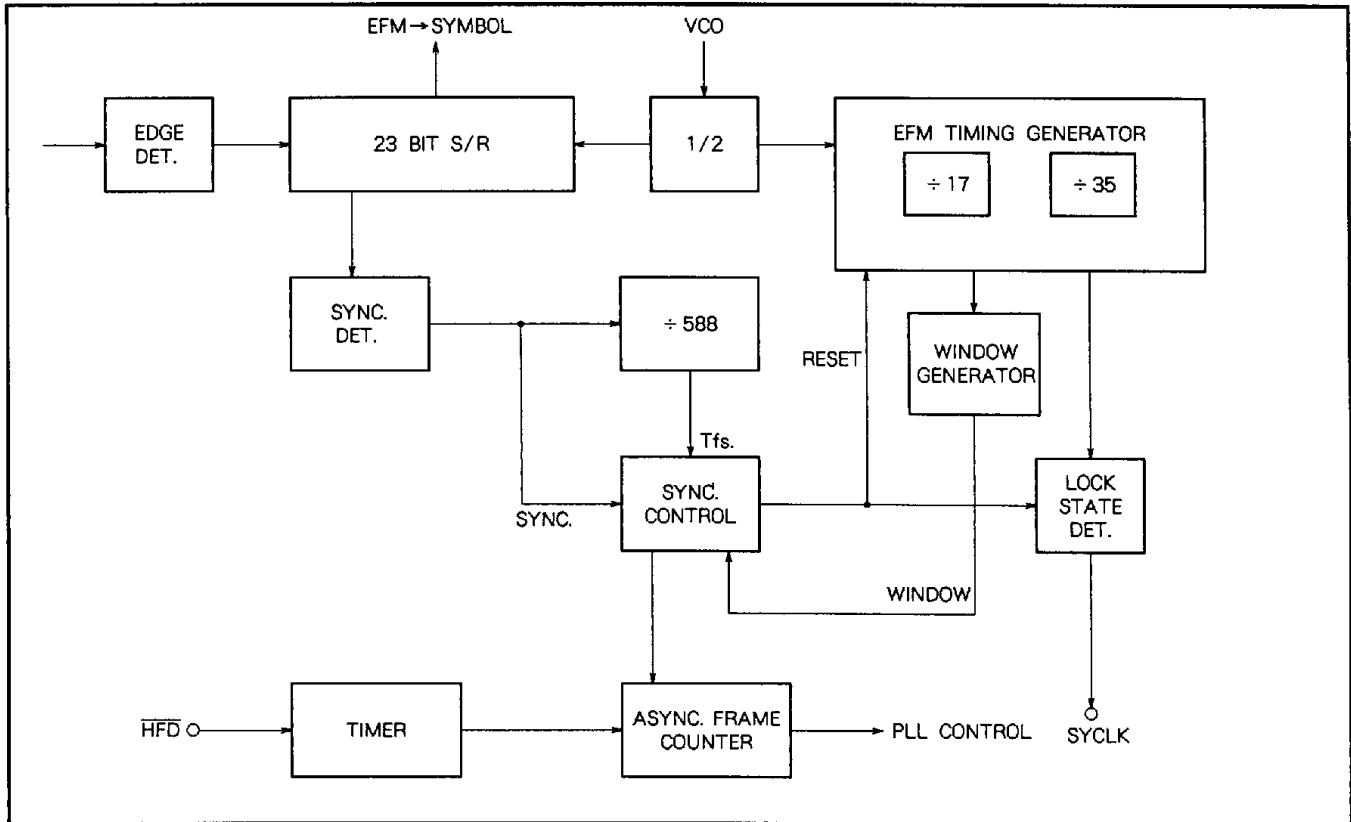 EFM→SYMBOL
VCO
EDGE
DET.
23 BIT S/R
1/2
EFM TIMING GENERATOR
÷17
÷35
SYNC.
DET.
÷588
RESET
WINDOW
GENERATOR
Tfs.
SYNC.
SYNC.
CONTROL
LOCK
STATE
DET.
WINDOW
H̅F̅D̅
TIMER
ASYNC. FRAME
COUNTER
PLL CONTROL
SYCLK